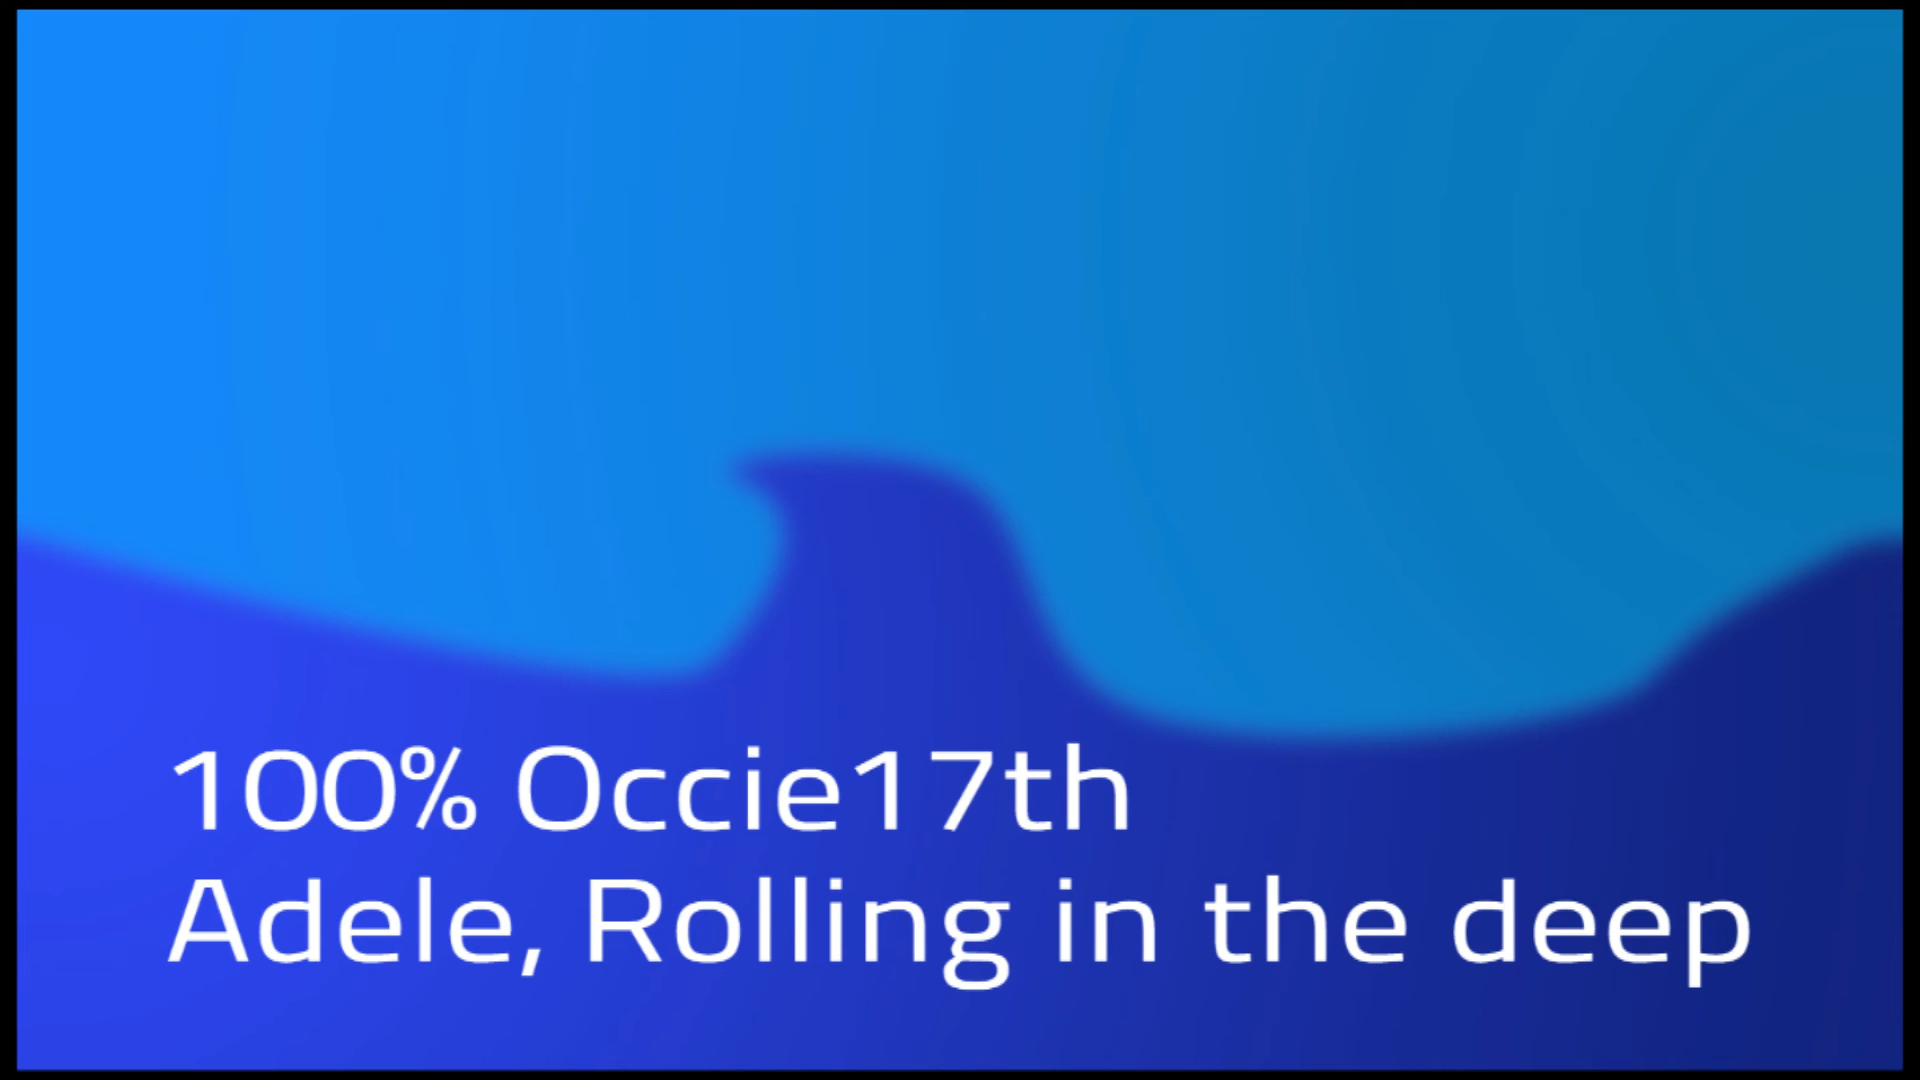 100% Occie17th
Adele, Rolling in the deep